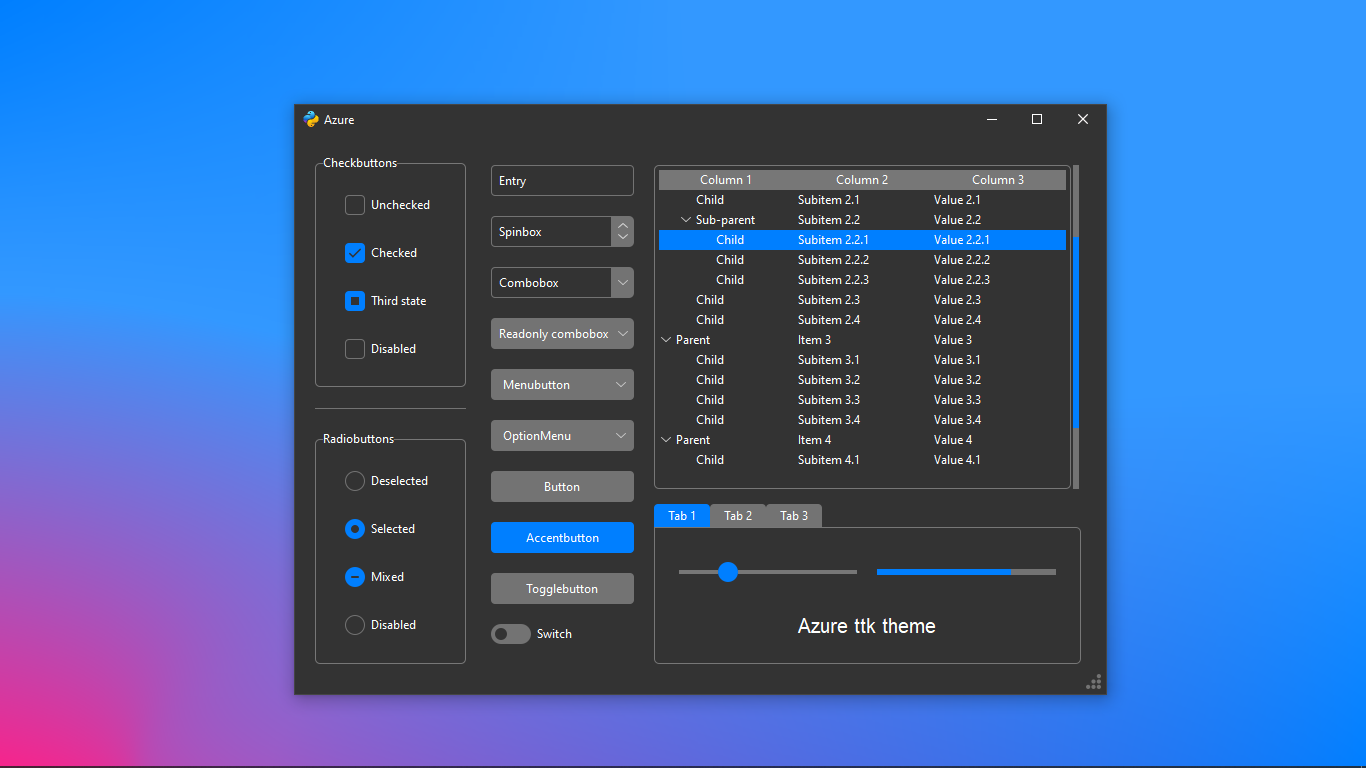 Azure
Checkbuttons
Unchecked
Checked
Third state
Disabled
Radiobuttons
Deselected
Selected
Mixed
Disabled
Entry
Spinbox
Combobox
Readonly combobox
Menubutton
OptionMenu
Button
Accentbutton
Togglebutton
Switch
Column 1 Column 2 Column 3
Child Subitem 2.1 Value 2.1
Sub-parent Subitem 2.2 Value 2.2
Child Subitem 2.2.1 Value 2.2.1
Child Subitem 2.2.2 Value 2.2.2
Child Subitem 2.2.3 Value 2.2.3
Child Subitem 2.3 Value 2.3
Child Subitem 2.4 Value 2.4
Parent Item 3 Value 3
Child Subitem 3.1 Value 3.1
Child Subitem 3.2 Value 3.2
Child Subitem 3.3 Value 3.3
Child Subitem 3.4 Value 3.4
Parent Item 4 Value 4
Child Subitem 4.1 Value 4.1
Tab 1 Tab 2 Tab 3
Azure ttk theme